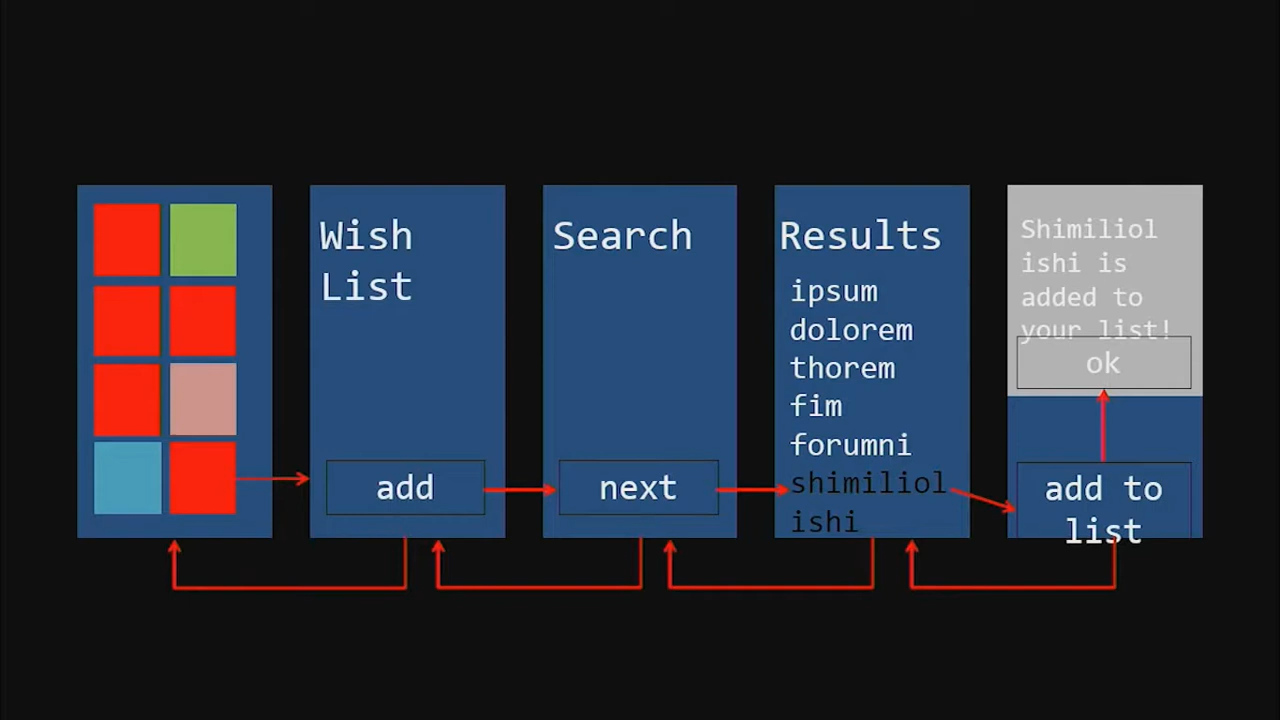 Wish
List
add
Search
next
Results
ipsum
dolorem
thorem
fim
forumni
shimiliol
ishi
Shimiliol
ishi is
added to
your list!
ok
add to
list